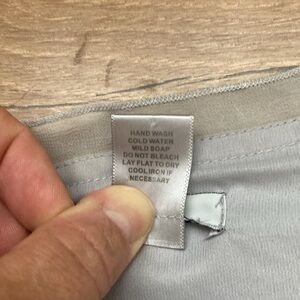 HAND WASH
COLD WATER
MILD SOAP
DO NOT BLEACH
LAY FLAT TO DRY
COOL IRON IF
NECESSARY